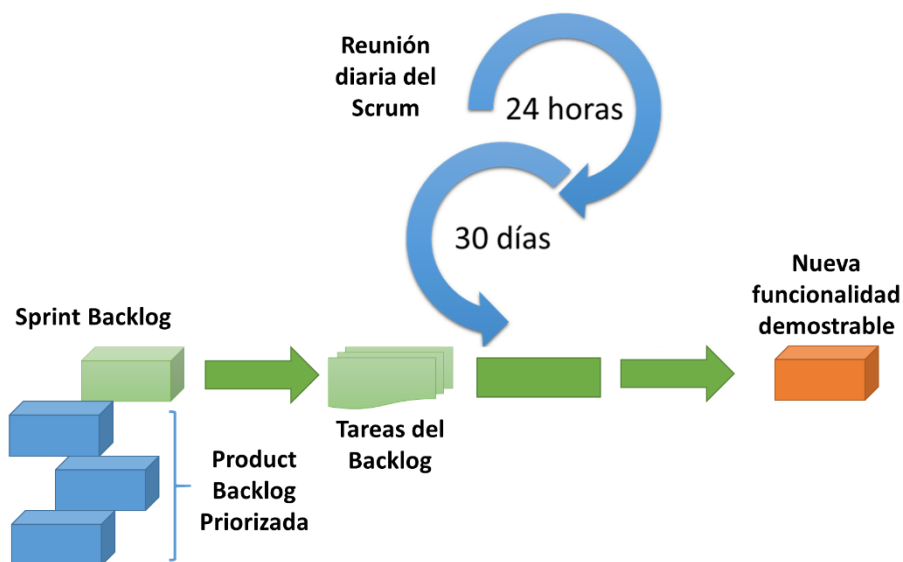 Reunión
diaria del
Scrum
24 horas
30 días
Nueva
funcionalidad
demostrable
Sprint Backlog
Tareas del
Backlog
Product
Backlog
Priorizada